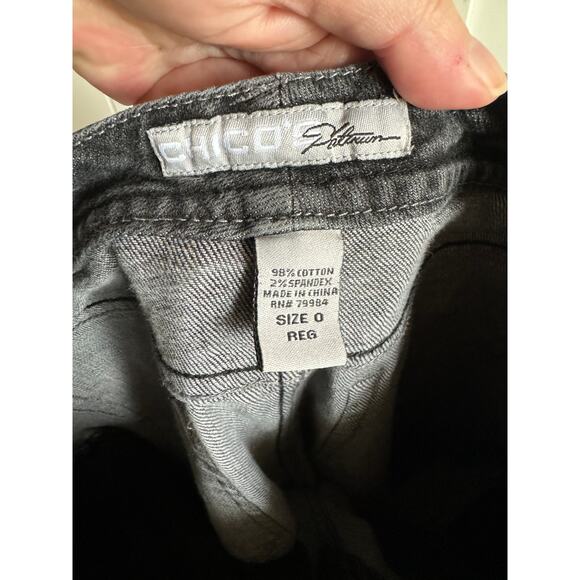 CHICO'S Platinum
98% COTTON
2% SPANDEX
MADE IN CHINA
RN# 79984
SIZE 0
REG